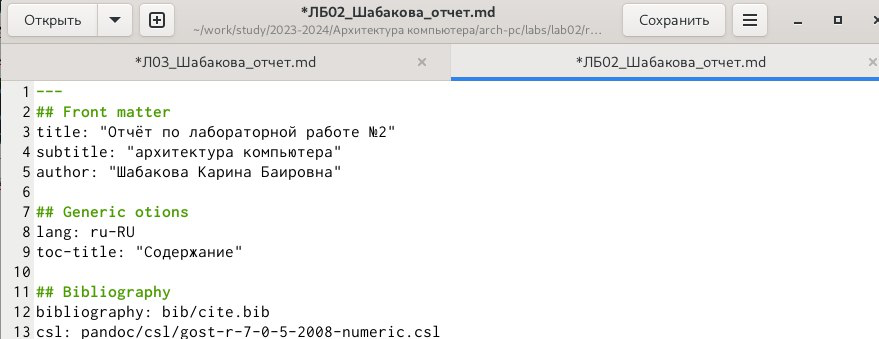 Открыть
*ЛБ02_Шабакова_отчет.md
~/work/study/2023-2024/Архитектура компьютера/arch-pc/labs/lab02/r...
Сохранить
*Л03_Шабакова_отчет.md
*ЛБ02_Шабакова_отчет.md
1 ---
2 ## Front matter
3 title: "Отчёт по лабораторной работе №2"
4 subtitle: "архитектура компьютера"
5 author: "Шабакова Карина Баировна"
6
7 ## Generic otions
8 lang: ru-RU
9 toc-title: "Содержание"
10
11 ## Bibliography
12 bibliography: bib/cite.bib
13 csl: pandoc/csl/gost-r-7-0-5-2008-numeric.csl